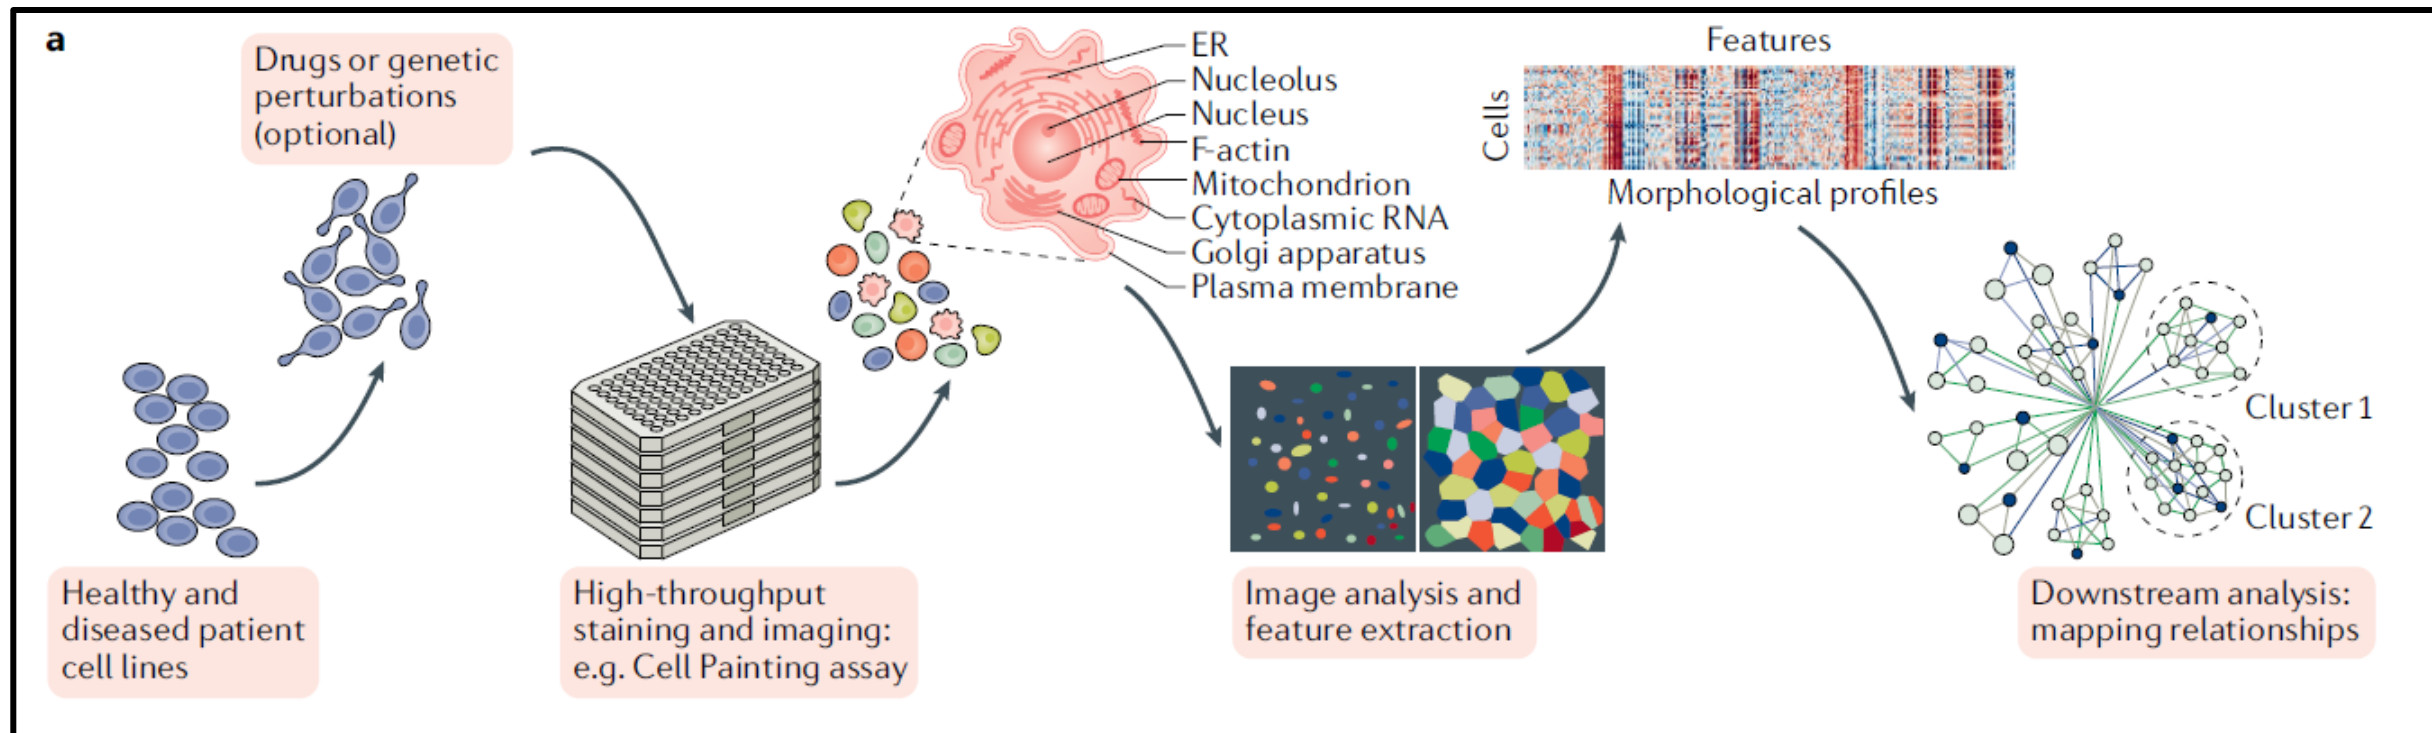 a
Drugs or genetic
perturbations
(optional)
Healthy and
diseased patient
cell lines
High-throughput
staining and imaging:
e.g. Cell Painting assay
ER
Nucleolus
Nucleus
F-actin
Mitochondrion
Cytoplasmic RNA
Golgi apparatus
Plasma membrane
Image analysis and
feature extraction
Features
Cells
Morphological profiles
Cluster 1
Cluster 2
Downstream analysis:
mapping relationships